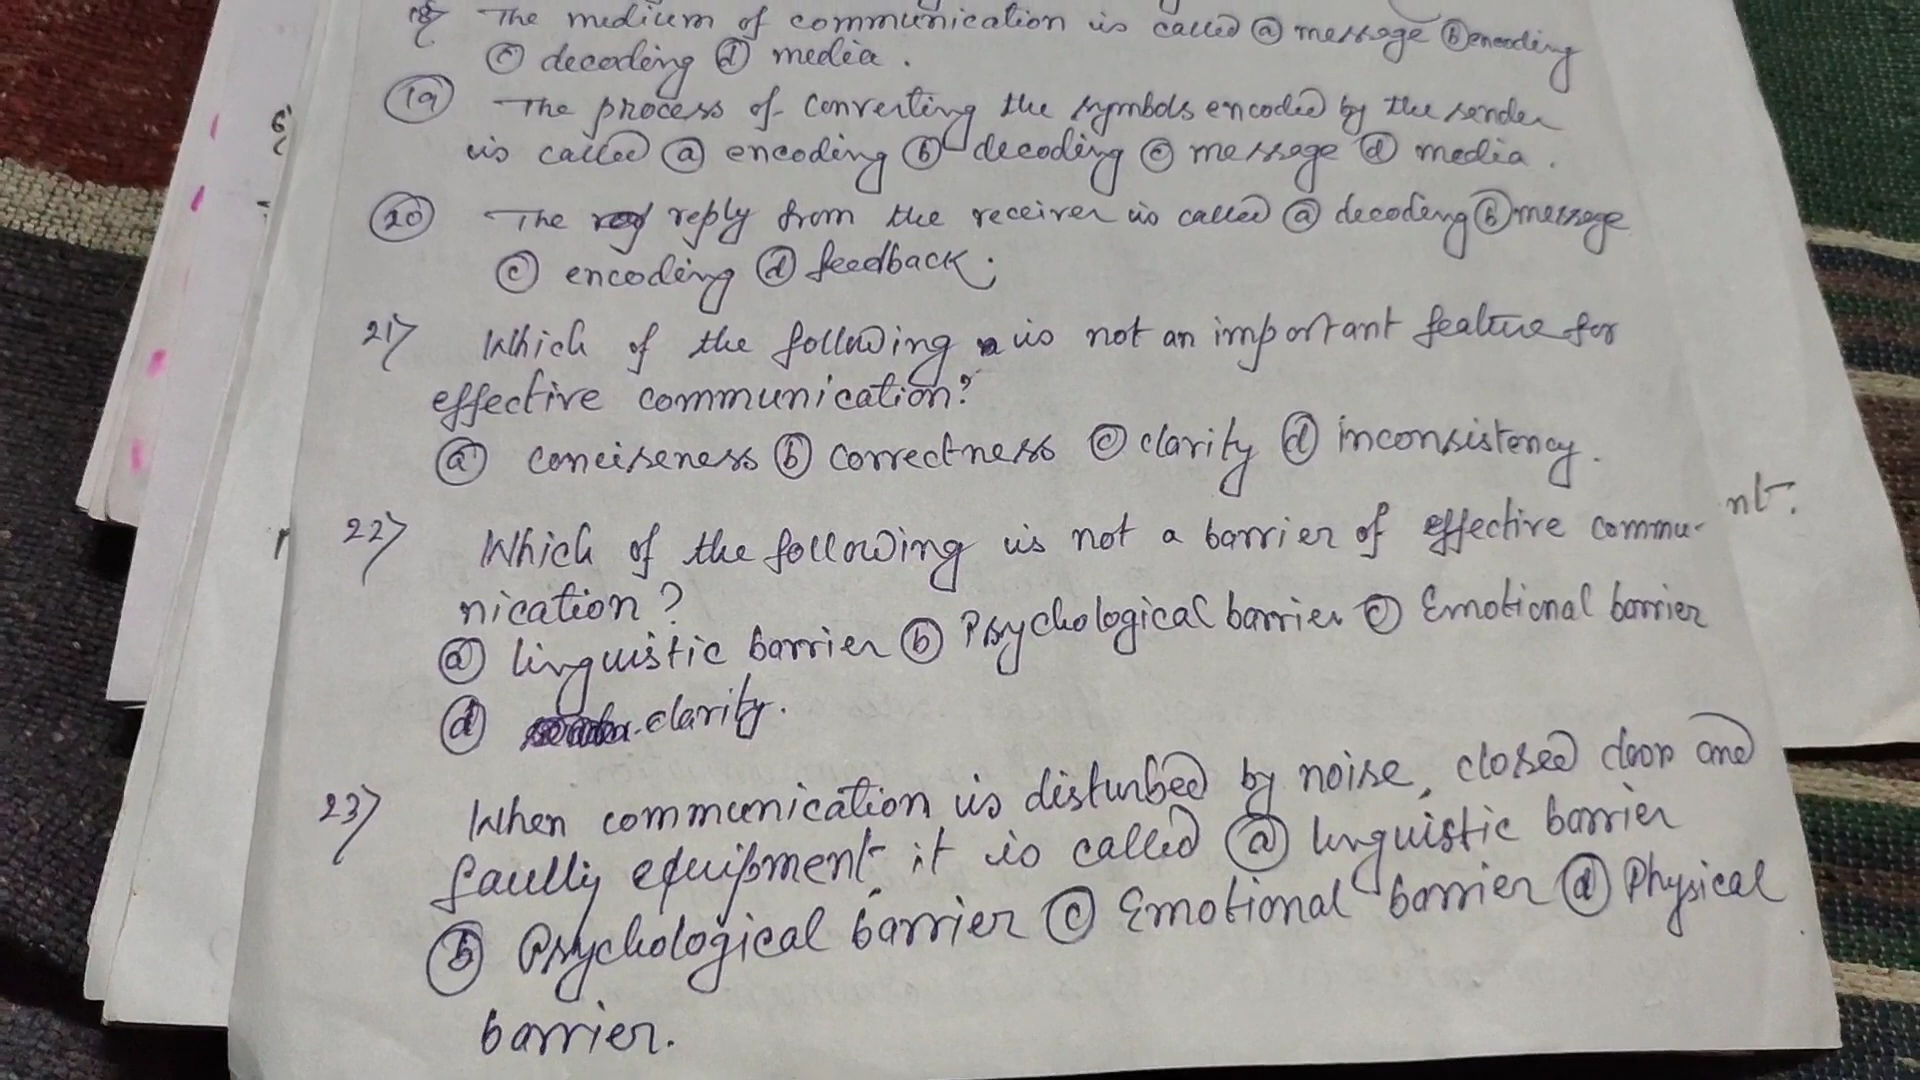 18) The medium of communication is called (a) message (b) encoding
(c) decoding (d) media.
(19) The process of converting the symbols encoded by the sender
is called (a) encoding (b) decoding (c) message (d) media.
(20) The reply from the receiver is called (a) decoding (b) message
(c) encoding (d) feedback.
21) Which of the following is not an important feature for
effective communication?
(a) conciseness (b) correctness (c) clarity (d) inconsistency.
22) Which of the following is not a barrier of effective commu-
nication?
(a) linguistic barrier (b) Psychological barrier (c) Emotional barrier
(d) clarity.
23) When communication is disturbed by noise, closed door and
faulty equipment, it is called (a) linguistic barrier
(b) Psychological barrier (c) Emotional barrier (d) Physical
barrier.